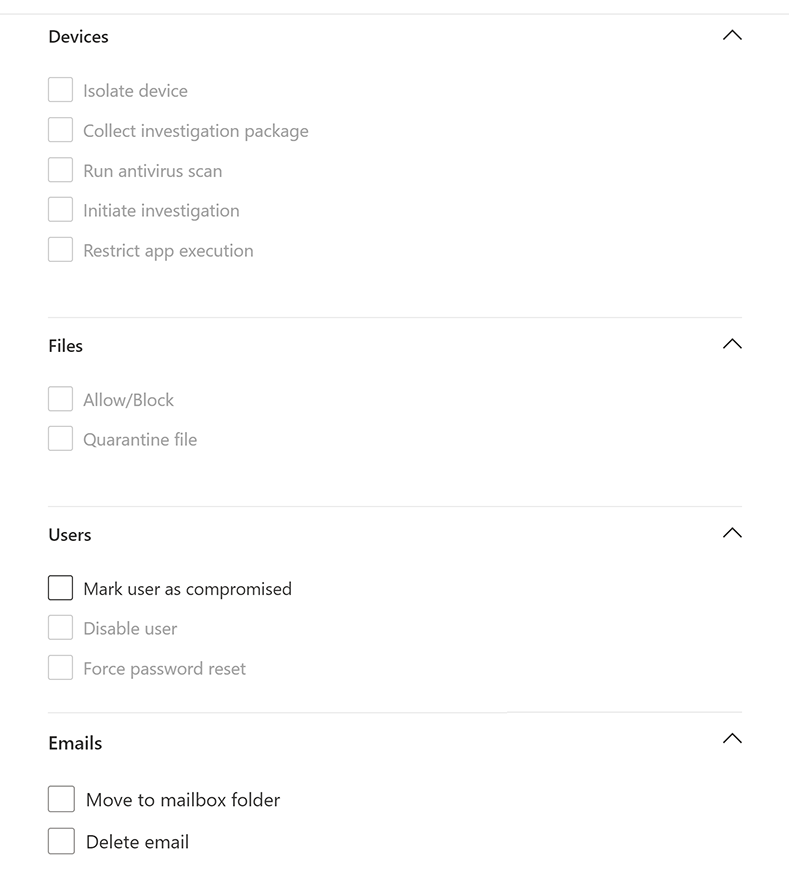 Devices
Isolate device
Collect investigation package
Run antivirus scan
Initiate investigation
Restrict app execution
Files
Allow/Block
Quarantine file
Users
Mark user as compromised
Disable user
Force password reset
Emails
Move to mailbox folder
Delete email